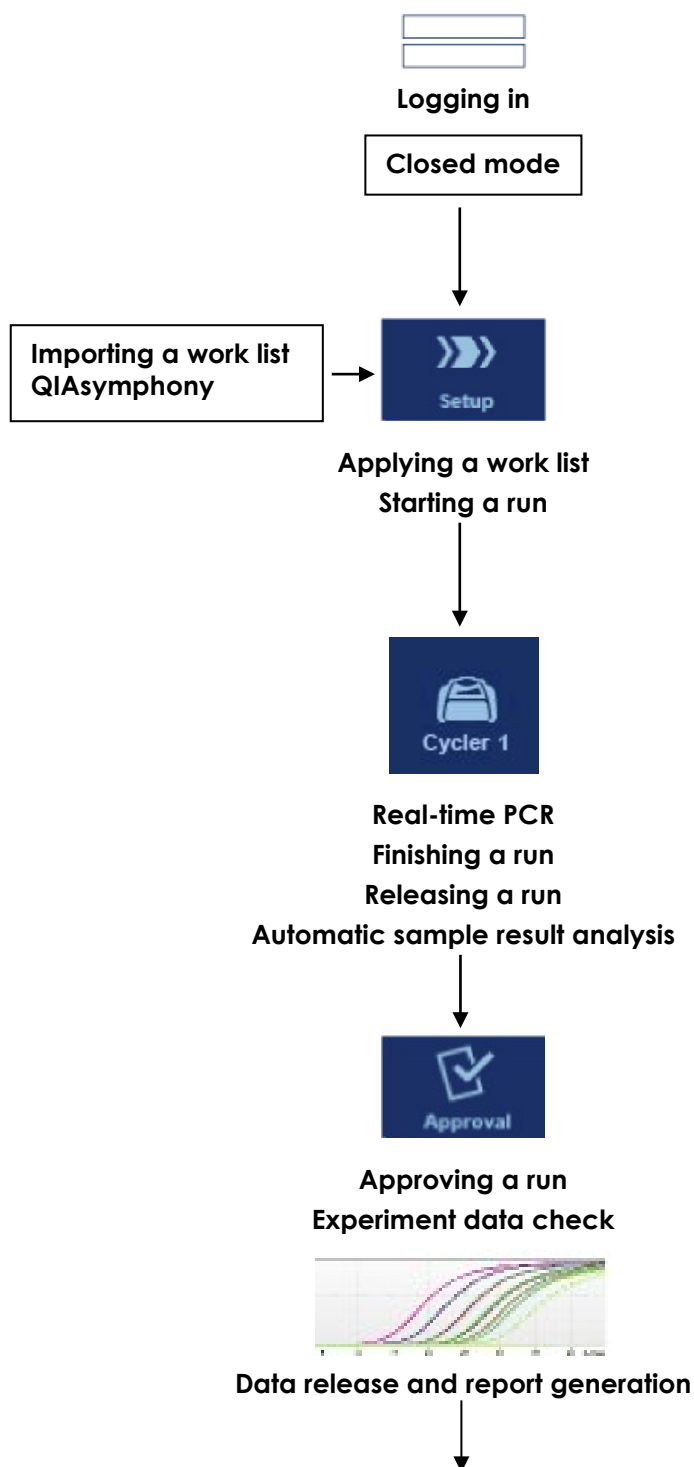 Logging in
Closed mode
Importing a work list
QIAsymphony
Setup
Applying a work list
Starting a run
Cycler 1
Real-time PCR
Finishing a run
Releasing a run
Automatic sample result analysis
Approval
Approving a run
Experiment data check
Data release and report generation